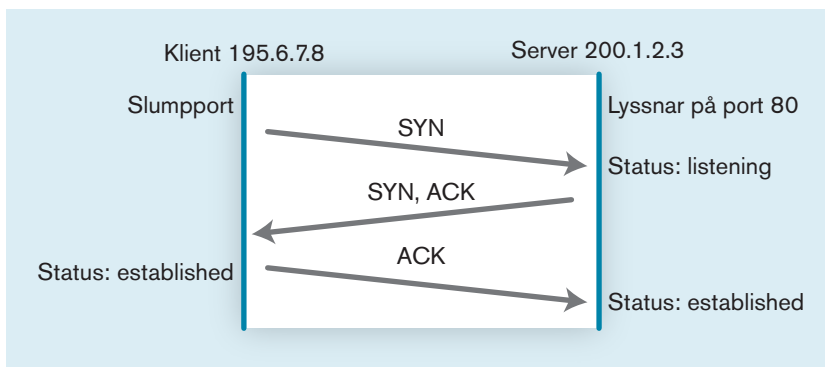 Klient 195.6.7.8
Server 200.1.2.3
Slumpport
Lyssnar på port 80
SYN
Status: listening
SYN, ACK
ACK
Status: established
Status: established